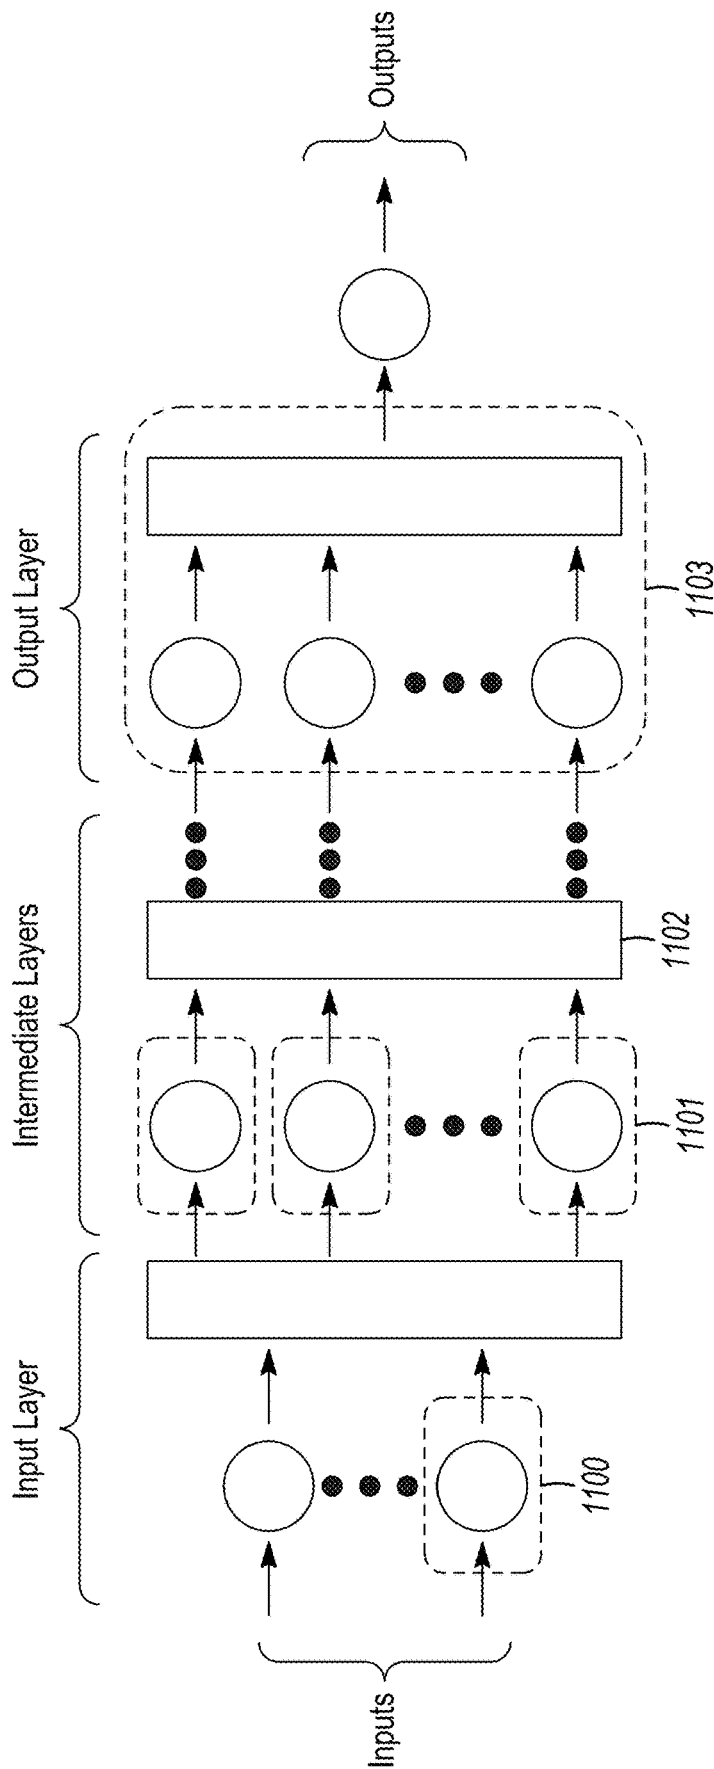 Input Layer
Intermediate Layers
Output Layer
Inputs
Outputs
1100
1101
1102
1103